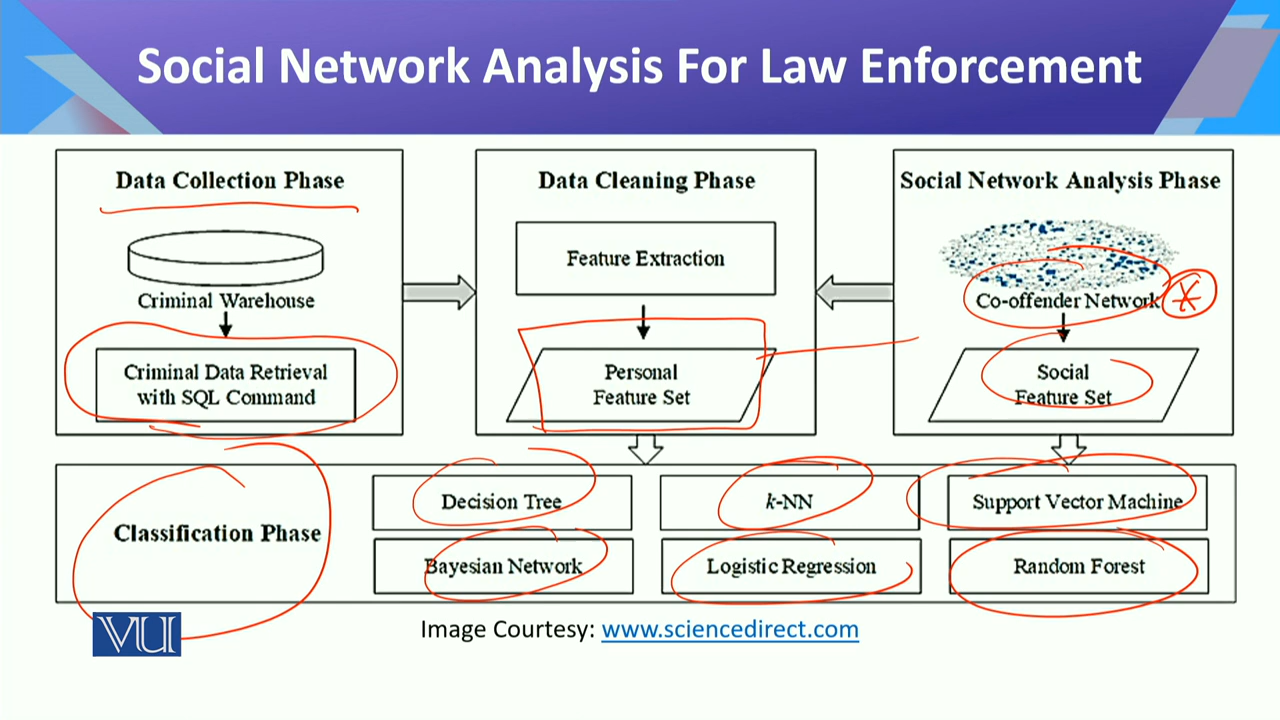 Social Network Analysis For Law Enforcement
Data Collection Phase
Criminal Warehouse
Criminal Data Retrieval
with SQL Command
Data Cleaning Phase
Feature Extraction
Personal
Feature Set
Social Network Analysis Phase
Co-offender Network
Social
Feature Set
Classification Phase
Decision Tree
k-NN
Support Vector Machine
Bayesian Network
Logistic Regression
Random Forest
VU
Image Courtesy: www.sciencedirect.com